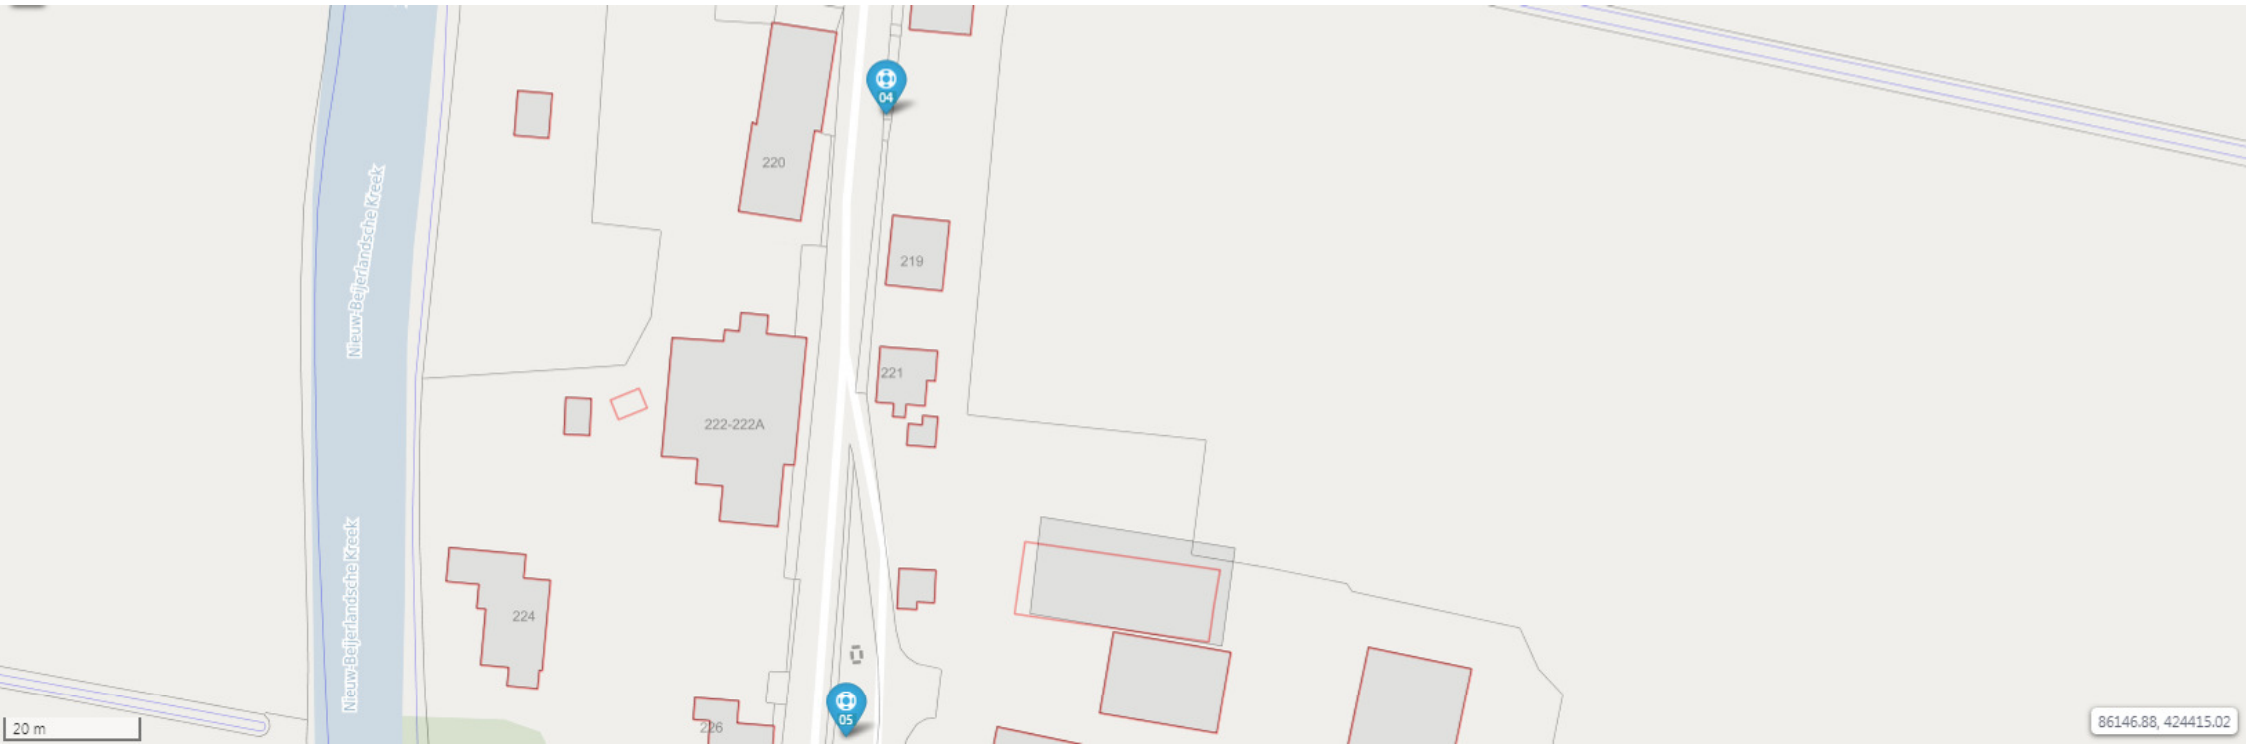 04
220
Nieuw-Beijerlandsche Kreek
219
221
222-222A
Nieuw-Beijerlandsche Kreek
224
05
226
20 m
86146.88, 424415.02